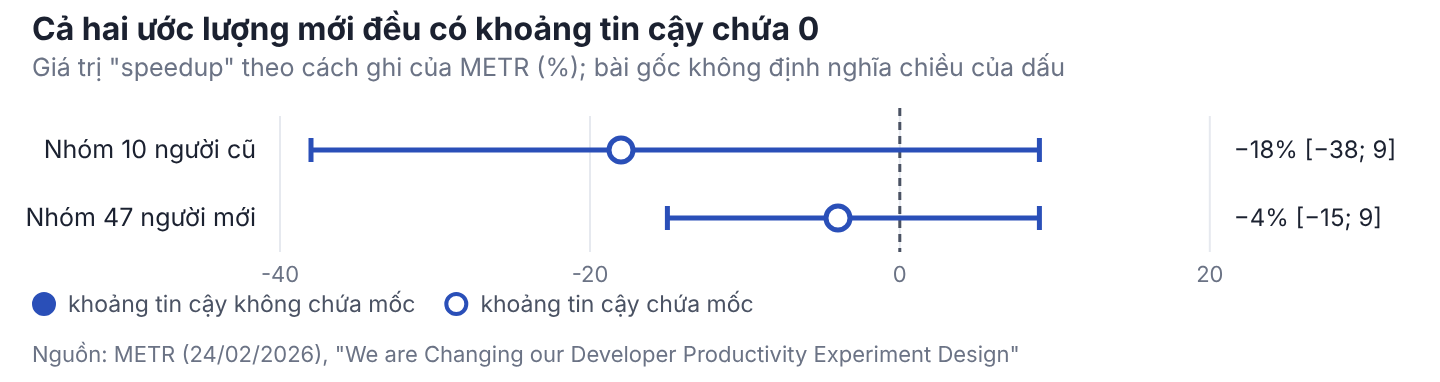 Cả hai ước lượng mới đều có khoảng tin cậy chứa 0
Giá trị "speedup" theo cách ghi của METR (%); bài gốc không định nghĩa chiều của dấu
Nhóm 10 người cũ
−18% [−38; 9]
Nhóm 47 người mới
−4% [−15; 9]
-40 -20 0 20
khoảng tin cậy không chứa mốc khoảng tin cậy chứa mốc
Nguồn: METR (24/02/2026), "We are Changing our Developer Productivity Experiment Design"